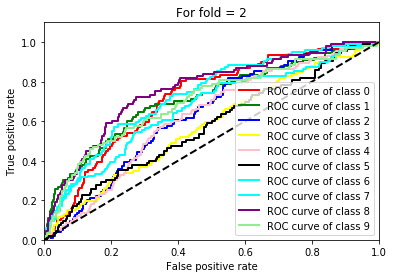 For fold = 2
True positive rate
1.0
0.8
0.6
0.4
0.2
0.0
ROC curve of class 0
ROC curve of class 1
ROC curve of class 2
ROC curve of class 3
ROC curve of class 4
ROC curve of class 5
ROC curve of class 6
ROC curve of class 7
ROC curve of class 8
ROC curve of class 9
0.0 0.2 0.4 0.6 0.8 1.0
False positive rate